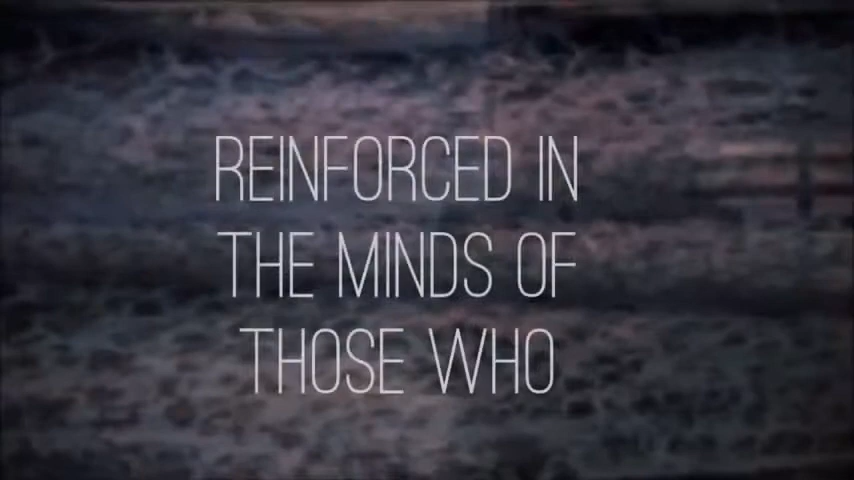 REINFORCED IN
THE MINDS OF
THOSE WHO